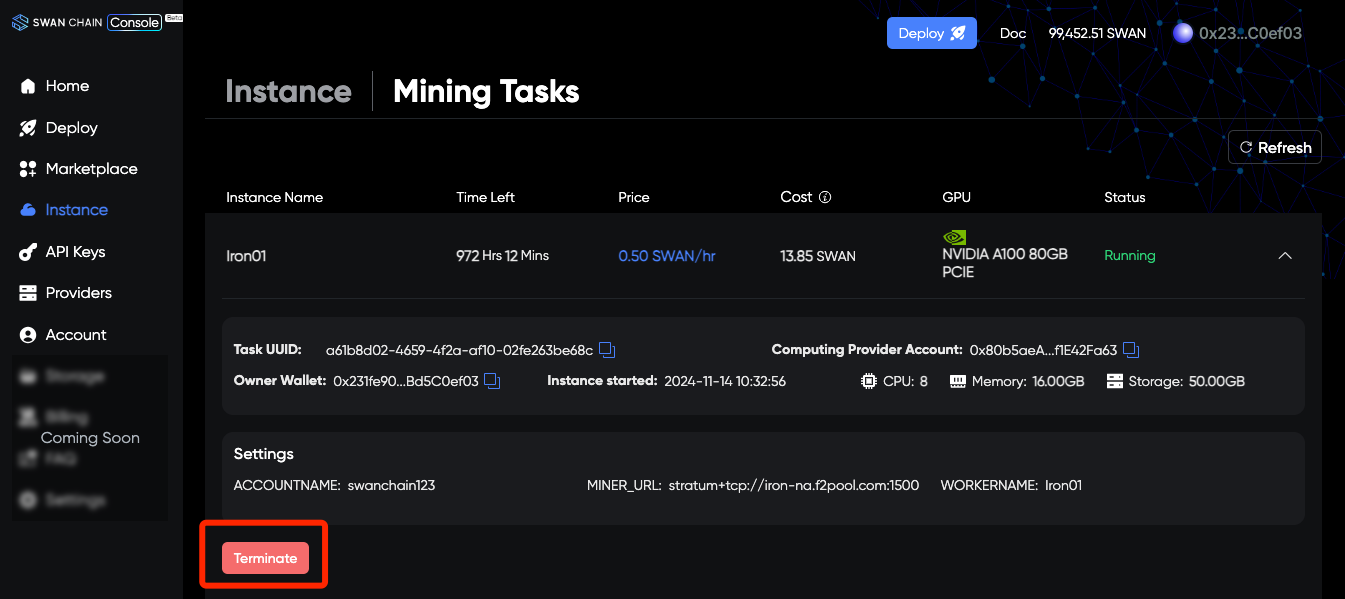 SWAN CHAIN Console Beta
Deploy Doc 99,452.51 SWAN 0x23...C0ef03
Home
Deploy
Marketplace
Instance
API Keys
Providers
Account
Storage
Billing
Coming Soon
FAQ
Settings
Instance Mining Tasks
Refresh
Instance Name Time Left Price Cost GPU Status
Iron01 972 Hrs 12 Mins 0.50 SWAN/hr 13.85 SWAN NVIDIA A100 80GB Running
PCIE
Task UUID: a61b8d02-4659-4f2a-af10-02fe263be68c Computing Provider Account: 0x80b5aeA...f1E42Fa63
Owner Wallet: 0x231fe90...Bd5C0ef03 Instance started: 2024-11-14 10:32:56 CPU: 8 Memory: 16.00GB Storage: 50.00GB
Settings
ACCOUNTNAME: swanchain123 MINER_URL: stratum+tcp://iron-na.f2pool.com:1500 WORKERNAME: Iron01
Terminate